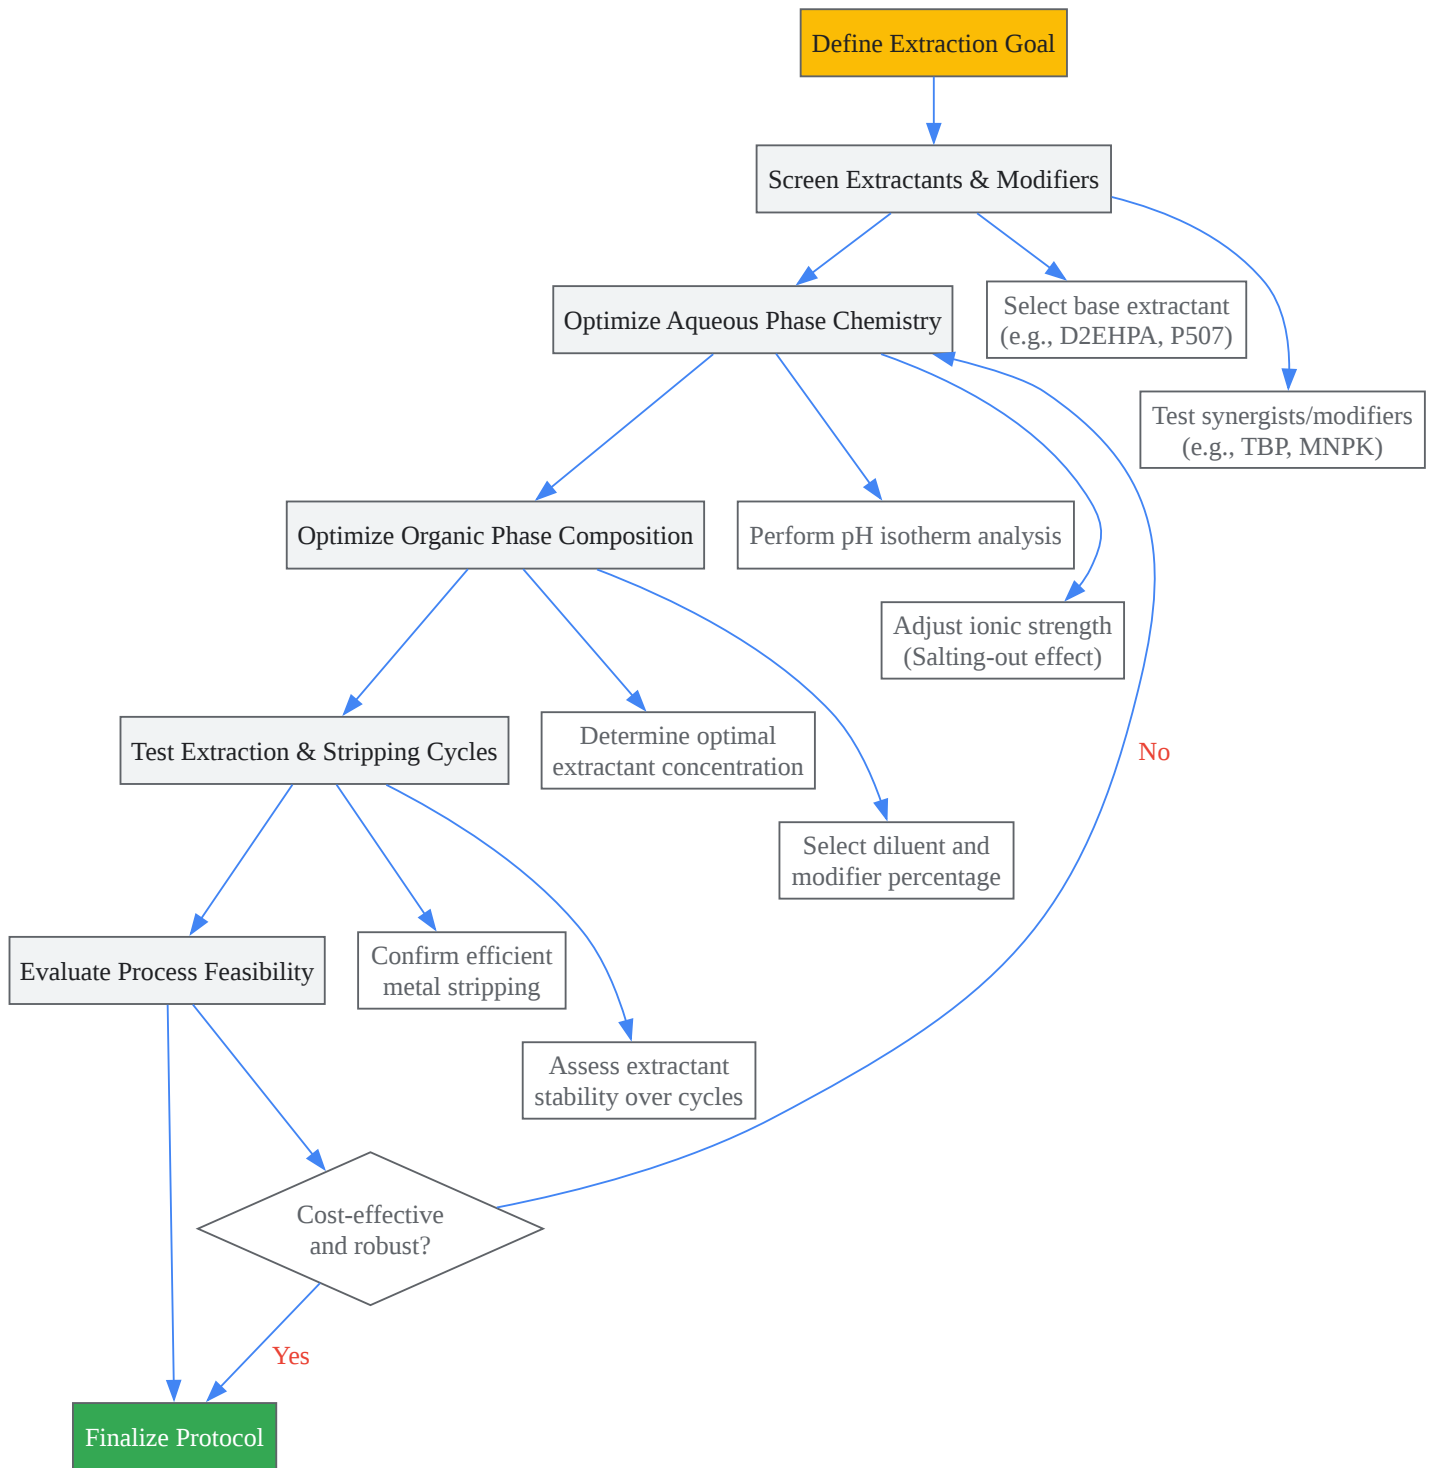 Define Extraction Goal
Screen Extractants & Modifiers
Optimize Aqueous Phase Chemistry
Select base extractant
(e.g., D2EHPA, P507)
Test synergists/modifiers
(e.g., TBP, MNPK)
Optimize Organic Phase Composition
Perform pH isotherm analysis
Adjust ionic strength
(Salting-out effect)
Test Extraction & Stripping Cycles
Determine optimal
extractant concentration
No
Select diluent and
modifier percentage
Evaluate Process Feasibility
Confirm efficient
metal stripping
Assess extractant
stability over cycles
Cost-effective
and robust?
Yes
Finalize Protocol